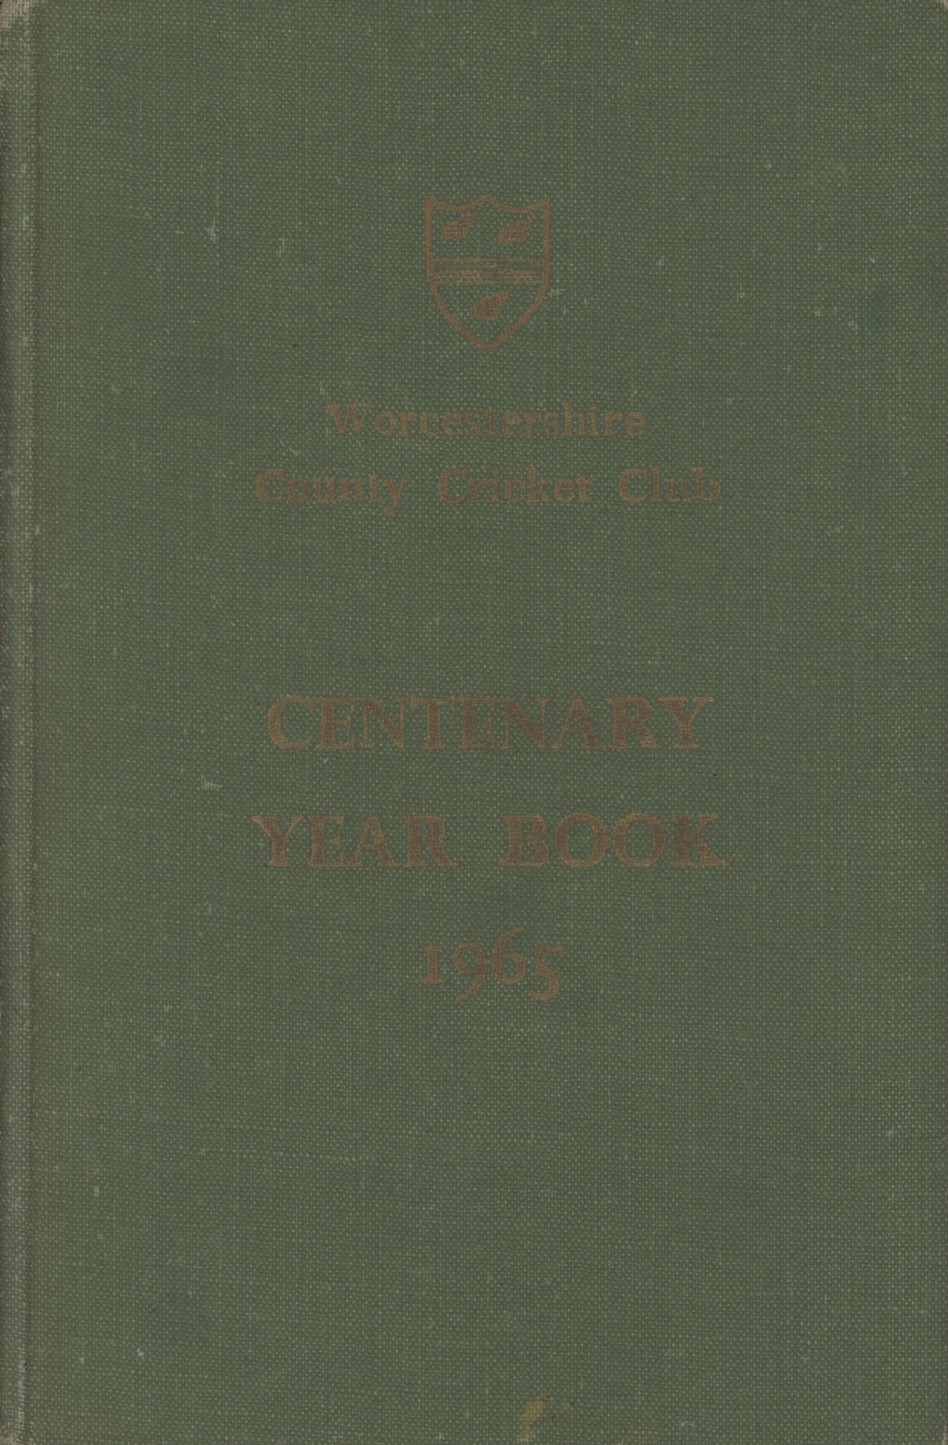 Worcestershire
County Cricket Club
CENTENARY
YEAR BOOK
1965